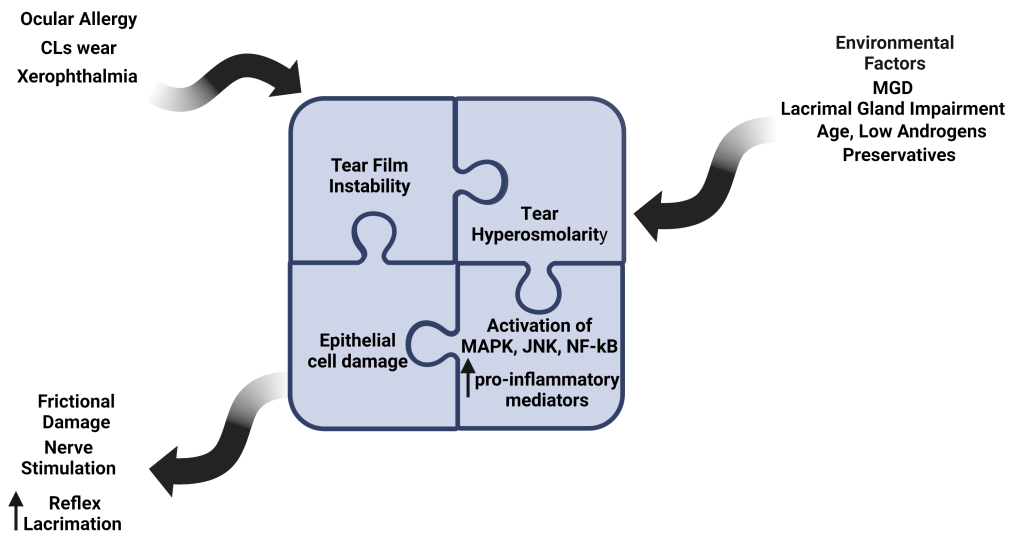 Ocular Allergy
CLs wear
Xerophthalmia
Environmental
Factors
MGD
Lacrimal Gland Impairment
Age, Low Androgens
Preservatives
Tear Film
Instability
Tear
Hyperosmolarity
Epithelial
cell damage
Activation of
MAPK, JNK, NF-kB
pro-inflammatory
mediators
Frictional
Damage
Nerve
Stimulation
Reflex
Lacrimation